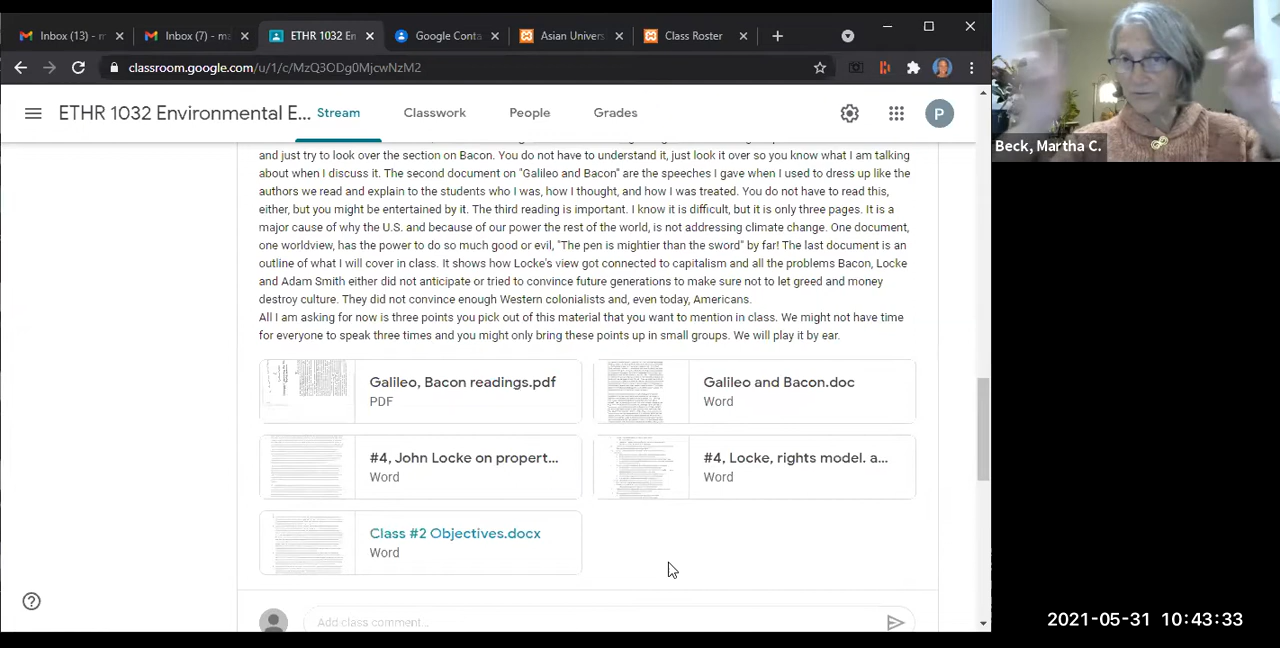 Inbox (13) - m
Inbox (7) - ma
ETHR 1032 En
Google Conta
Asian Univers
Class Roster
classroom.google.com/u/1/c/MzQ3ODg0MjcwNzM2
ETHR 1032 Environmental E...
Stream
Classwork
People
Grades
P
and just try to look over the section on Bacon. You do not have to understand it, just look it over so you know what I am talking
about when I discuss it. The second document on "Galileo and Bacon" are the speeches I gave when I used to dress up like the
authors we read and explain to the students who I was, how I thought, and how I was treated. You do not have to read this,
either, but you might be entertained by it. The third reading is important. I know it is difficult, but it is only three pages. It is a
major cause of why the U.S. and because of our power the rest of the world, is not addressing climate change. One document,
one worldview, has the power to do so much good or evil, "The pen is mightier than the sword" by far! The last document is an
outline of what I will cover in class. It shows how Locke's view got connected to capitalism and all the problems Bacon, Locke
and Adam Smith either did not anticipate or tried to convince future generations to make sure not to let greed and money
destroy culture. They did not convince enough Western colonialists and, even today, Americans.
All I am asking for now is three points you pick out of this material that you want to mention in class. We might not have time
for everyone to speak three times and you might only bring these points up in small groups. We will play it by ear.
Galileo, Bacon readings.pdf
PDF
Galileo and Bacon.doc
Word
#4, John Locke on propert...
Word
#4, Locke, rights model. a...
Word
Class #2 Objectives.docx
Word
Add class comment...
Beck, Martha C.
2021-05-31 10:43:33